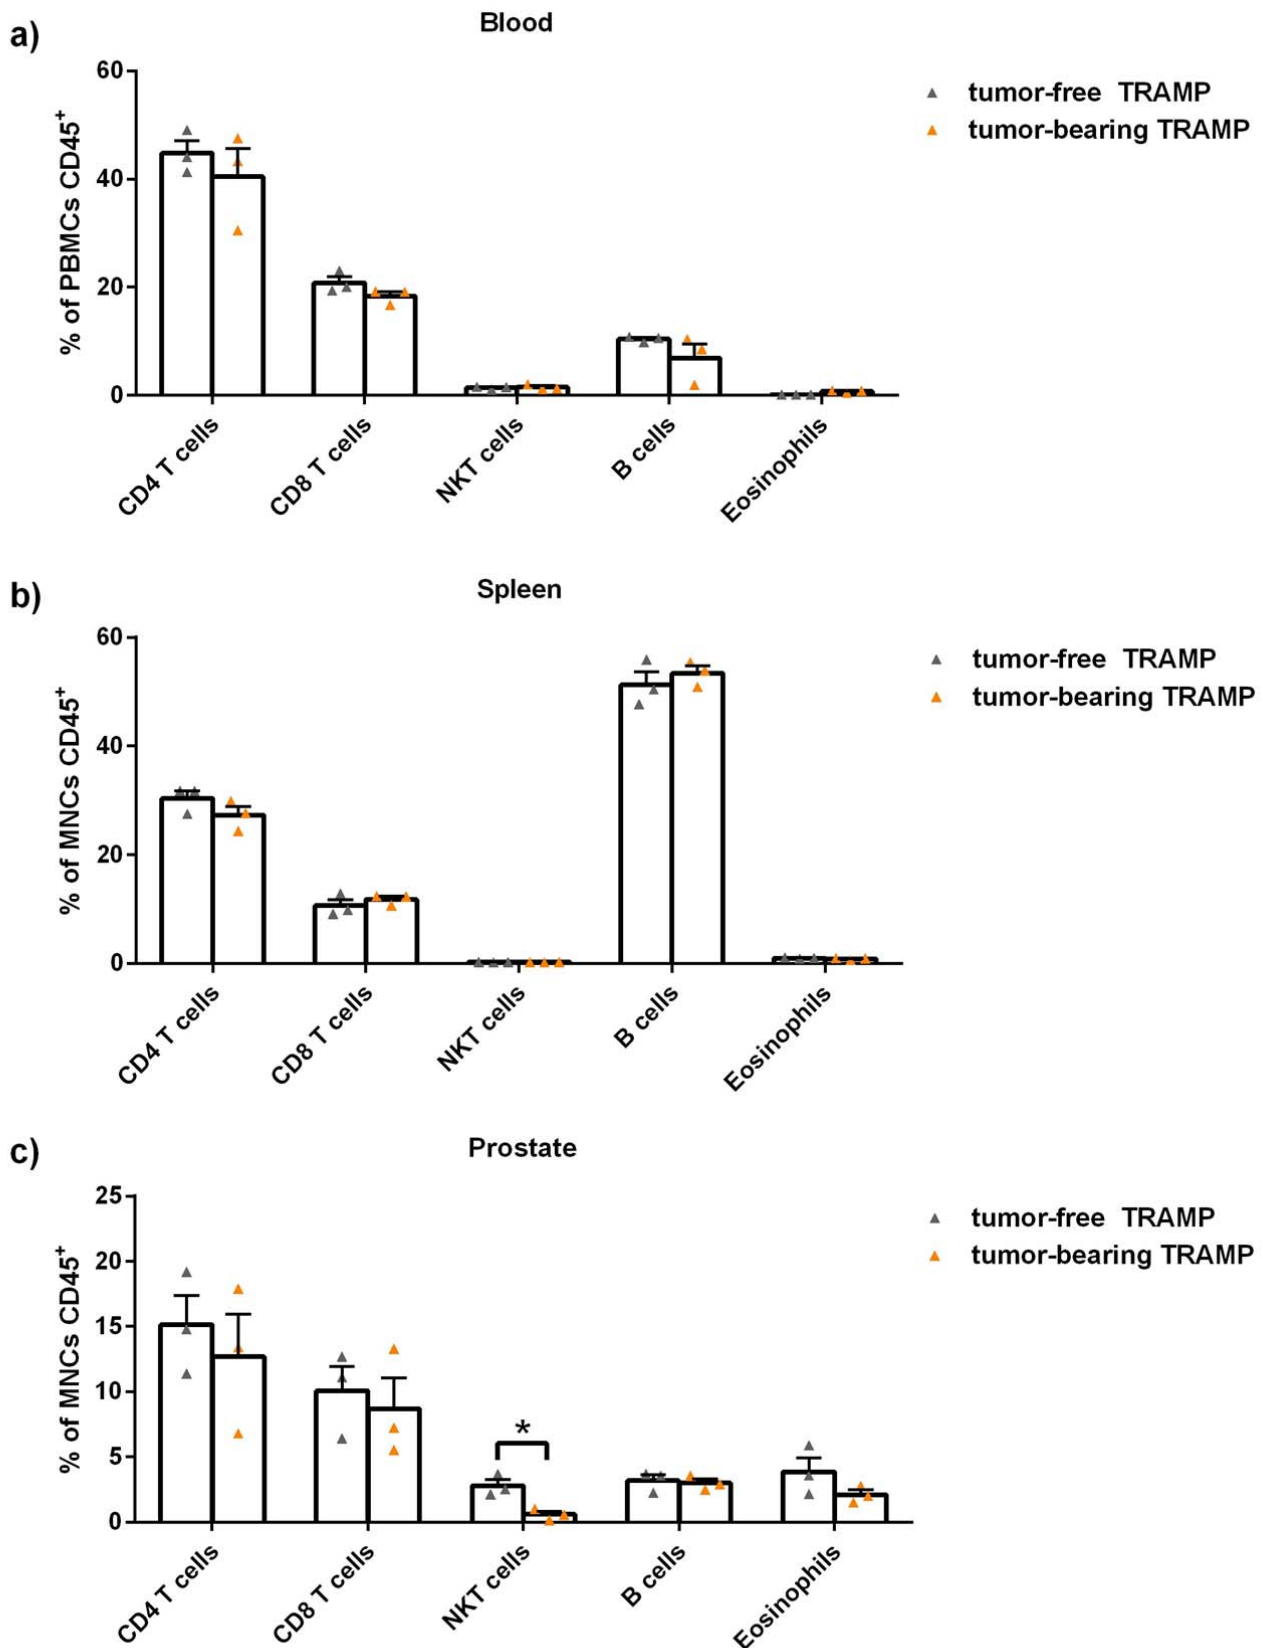 a)
Blood
% of PBMCs CD45+
60
40
20
0
CD4 T cells
CD8 T cells
NKT cells
B cells
Eosinophils
tumor-free TRAMP
tumor-bearing TRAMP
b)
Spleen
% of MNCs CD45+
60
40
20
0
CD4 T cells
CD8 T cells
NKT cells
B cells
Eosinophils
tumor-free TRAMP
tumor-bearing TRAMP
c)
Prostate
% of MNCs CD45+
25
20
15
10
5
0
*
CD4 T cells
CD8 T cells
NKT cells
B cells
Eosinophils
tumor-free TRAMP
tumor-bearing TRAMP